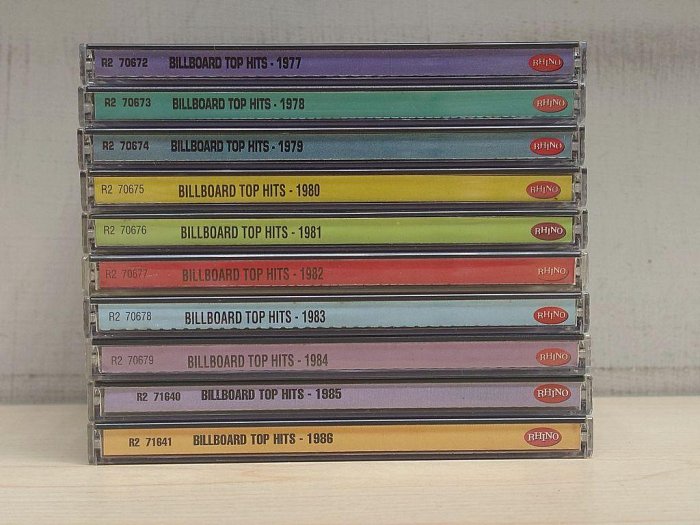 R2 70672 BILLBOARD TOP HITS - 1977 RHINO
R2 70673 BILLBOARD TOP HITS - 1978 RHINO
R2 70674 BILLBOARD TOP HITS - 1979 RHINO
R2 70675 BILLBOARD TOP HITS - 1980 RHINO
R2 70676 BILLBOARD TOP HITS - 1981 RHINO
R2 70677 BILLBOARD TOP HITS - 1982 RHINO
R2 70678 BILLBOARD TOP HITS - 1983 RHINO
R2 70679 BILLBOARD TOP HITS - 1984 RHINO
R2 71640 BILLBOARD TOP HITS - 1985 RHINO
R2 71641 BILLBOARD TOP HITS - 1986 RHINO